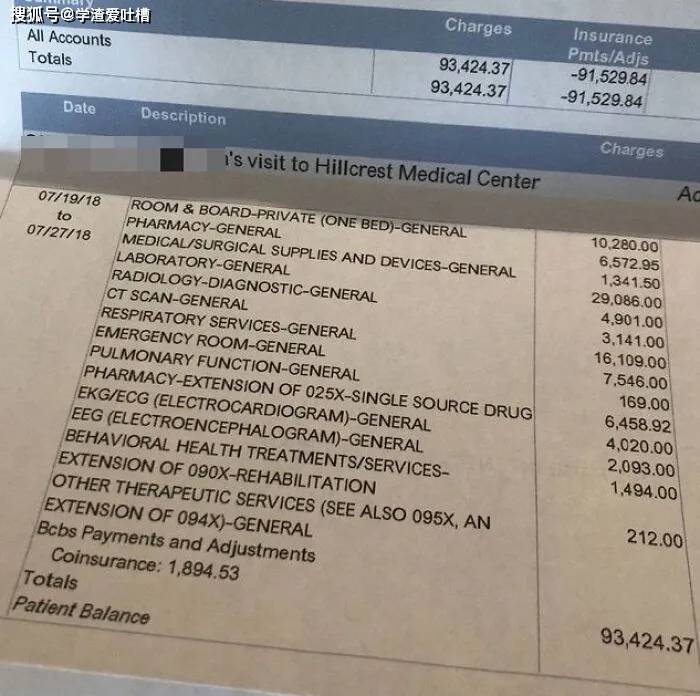 搜狐号@学渣爱吐槽
Charges Insurance
Pmts/Adjs
All Accounts 93,424.37 -91,529.84
Totals 93,424.37 -91,529.84
Date Description Charges
's visit to Hillcrest Medical Center
07/19/18
to
07/27/18
ROOM & BOARD-PRIVATE (ONE BED)-GENERAL 10,280.00
PHARMACY-GENERAL 6,572.95
MEDICAL/SURGICAL SUPPLIES AND DEVICES-GENERAL 1,341.50
LABORATORY-GENERAL 29,086.00
RADIOLOGY-DIAGNOSTIC-GENERAL 4,901.00
CT SCAN-GENERAL 3,141.00
RESPIRATORY SERVICES-GENERAL 16,109.00
EMERGENCY ROOM-GENERAL 7,546.00
PULMONARY FUNCTION-GENERAL 169.00
PHARMACY-EXTENSION OF 025X-SINGLE SOURCE DRUG 6,458.92
EKG/ECG (ELECTROCARDIOGRAM)-GENERAL 4,020.00
EEG (ELECTROENCEPHALOGRAM)-GENERAL 2,093.00
BEHAVIORAL HEALTH TREATMENTS/SERVICES- 1,494.00
EXTENSION OF 090X-REHABILITATION
OTHER THERAPEUTIC SERVICES (SEE ALSO 095X, AN 212.00
EXTENSION OF 094X)-GENERAL
Bcbs Payments and Adjustments
Coinsurance: 1,894.53
Totals 93,424.37
Patient Balance